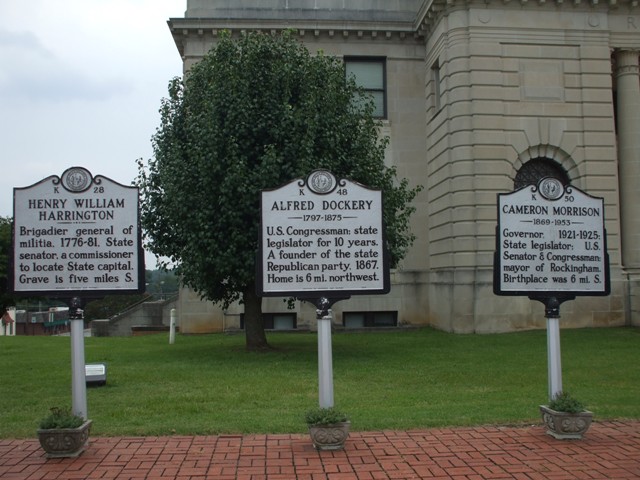 K 28
HENRY WILLIAM
HARRINGTON
Brigadier general of
militia, 1776-81, State
senator, a commissioner
to locate State capital.
Grave is five miles S.
K 48
ALFRED DOCKERY
1797-1875
U.S. Congressman; state
legislator for 10 years.
A founder of the state
Republican party, 1867.
Home is 6 mi. northwest.
K 50
CAMERON MORRISON
1869-1953
Governor, 1921-1925;
State legislator; U.S.
Senator & Congressman;
mayor of Rockingham.
Birthplace was 6 mi. S.